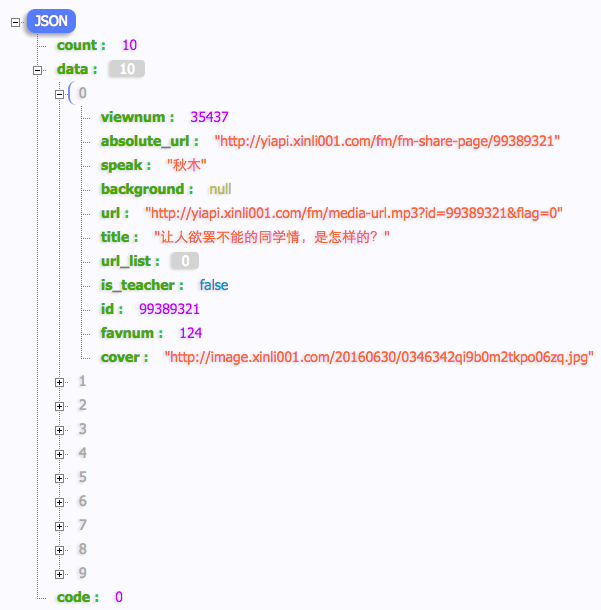 JSON
count : 10
data : 10
0
viewnum : 35437
absolute_url : "http://yiapi.xinli001.com/fm/fm-share-page/99389321"
speak : "秋木"
background : null
url : "http://yiapi.xinli001.com/fm/media-url.mp3?id=99389321&flag=0"
title : "让人欲罢不能的同学情，是怎样的？"
url_list : 0
is_teacher : false
id : 99389321
favnum : 124
cover : "http://image.xinli001.com/20160630/0346342qi9b0m2tkpo06zq.jpg"
1
2
3
4
5
6
7
8
9
code : 0